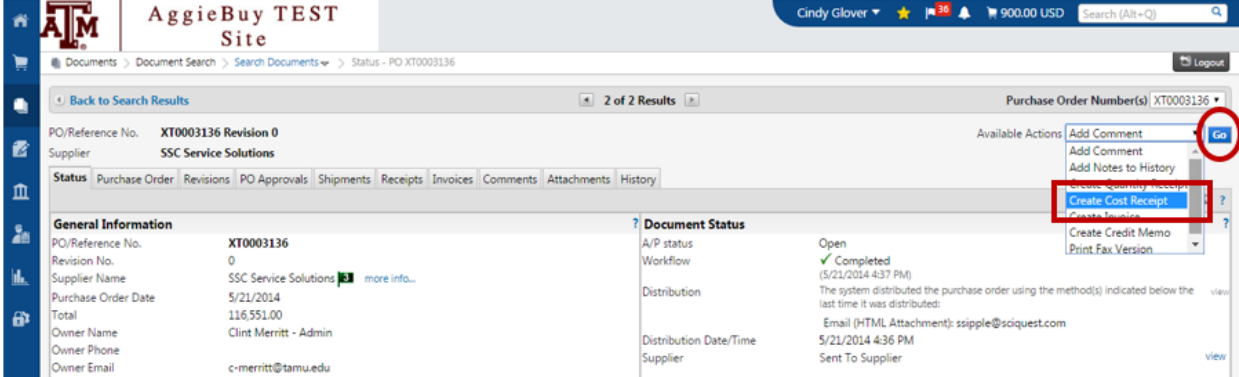 AggieBuy TEST Site
Cindy Glover ▾ 36 900.00 USD Search (Alt+Q)
ĀM
Documents > Document Search > Search Documents > Status - PO XT0003136 Logout
Back to Search Results 2 of 2 Results Purchase Order Number(s) XT0003136
PO/Reference No. XT0003136 Revision 0 Available Actions Add Comment Go
Supplier SSC Service Solutions
Add Comment
Add Notes to History
Create Quantity Receipt
Create Cost Receipt
Create Invoice
Create Credit Memo
Print Fax Version
Status Purchase Order Revisions PO Approvals Shipments Receipts Invoices Comments Attachments History
?
General Information ? Document Status ?
PO/Reference No. XT0003136 A/P status Open
Revision No. 0 Workflow ✓ Completed
(5/21/2014 4:37 PM)
Supplier Name SSC Service Solutions 3 more info...
Purchase Order Date 5/21/2014 Distribution The system distributed the purchase order using the method(s) indicated below the view
last time it was distributed:
Total 116,551.00
Email (HTML Attachment): ssipple@sciquest.com
Owner Name Clint Merritt - Admin
Distribution Date/Time 5/21/2014 4:36 PM
Owner Phone
Supplier Sent To Supplier view
Owner Email c-merritt@tamu.edu